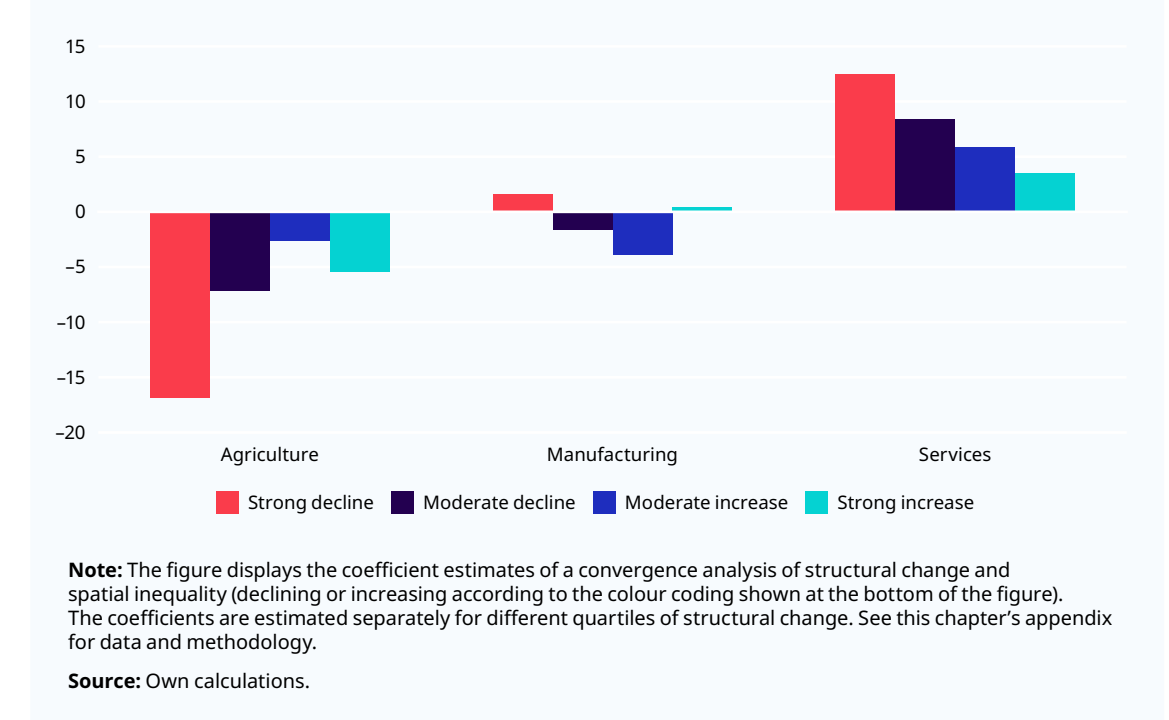 15
10
5
0
–5
–10
–15
–20
Agriculture Manufacturing Services
Strong decline Moderate decline Moderate increase Strong increase
Note: The figure displays the coefficient estimates of a convergence analysis of structural change and
spatial inequality (declining or increasing according to the colour coding shown at the bottom of the figure).
The coefficients are estimated separately for different quartiles of structural change. See this chapter’s appendix
for data and methodology.
Source: Own calculations.